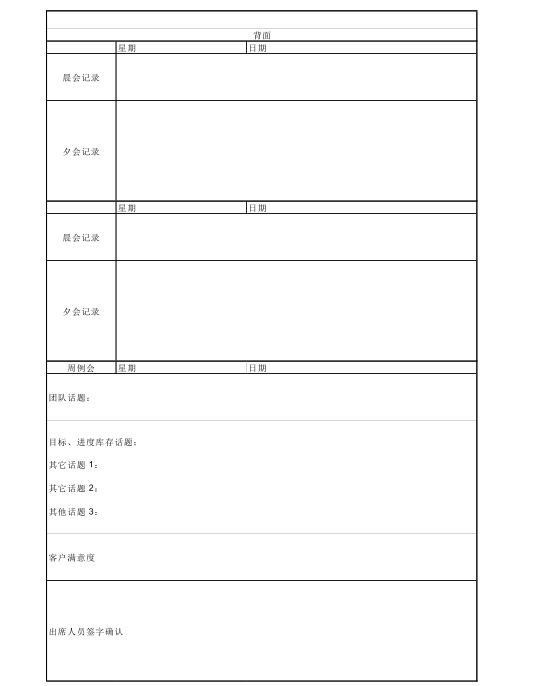 背面
星期 日期
晨会记录
夕会记录
星期 日期
晨会记录
夕会记录
周例会 星期 日期
团队话题：
目标、进度库存话题；
其它话题 1：
其它话题 2：
其他话题 3：
客户满意度
出席人员签字确认